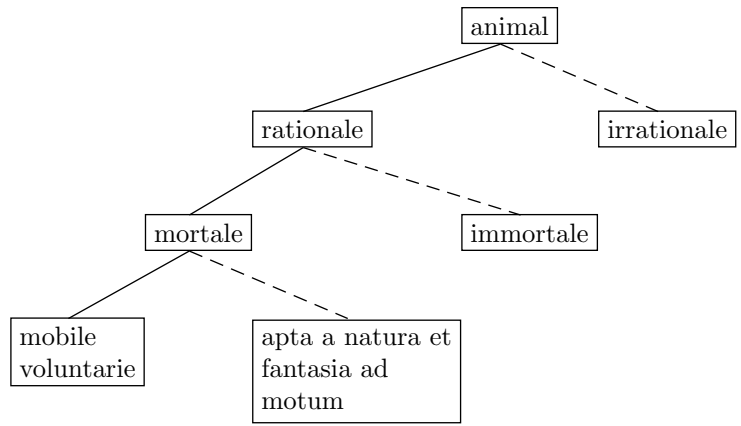 animal
rationale
irrationale
mortale
immortale
mobile
voluntarie
apta a natura et
fantasia ad
motum